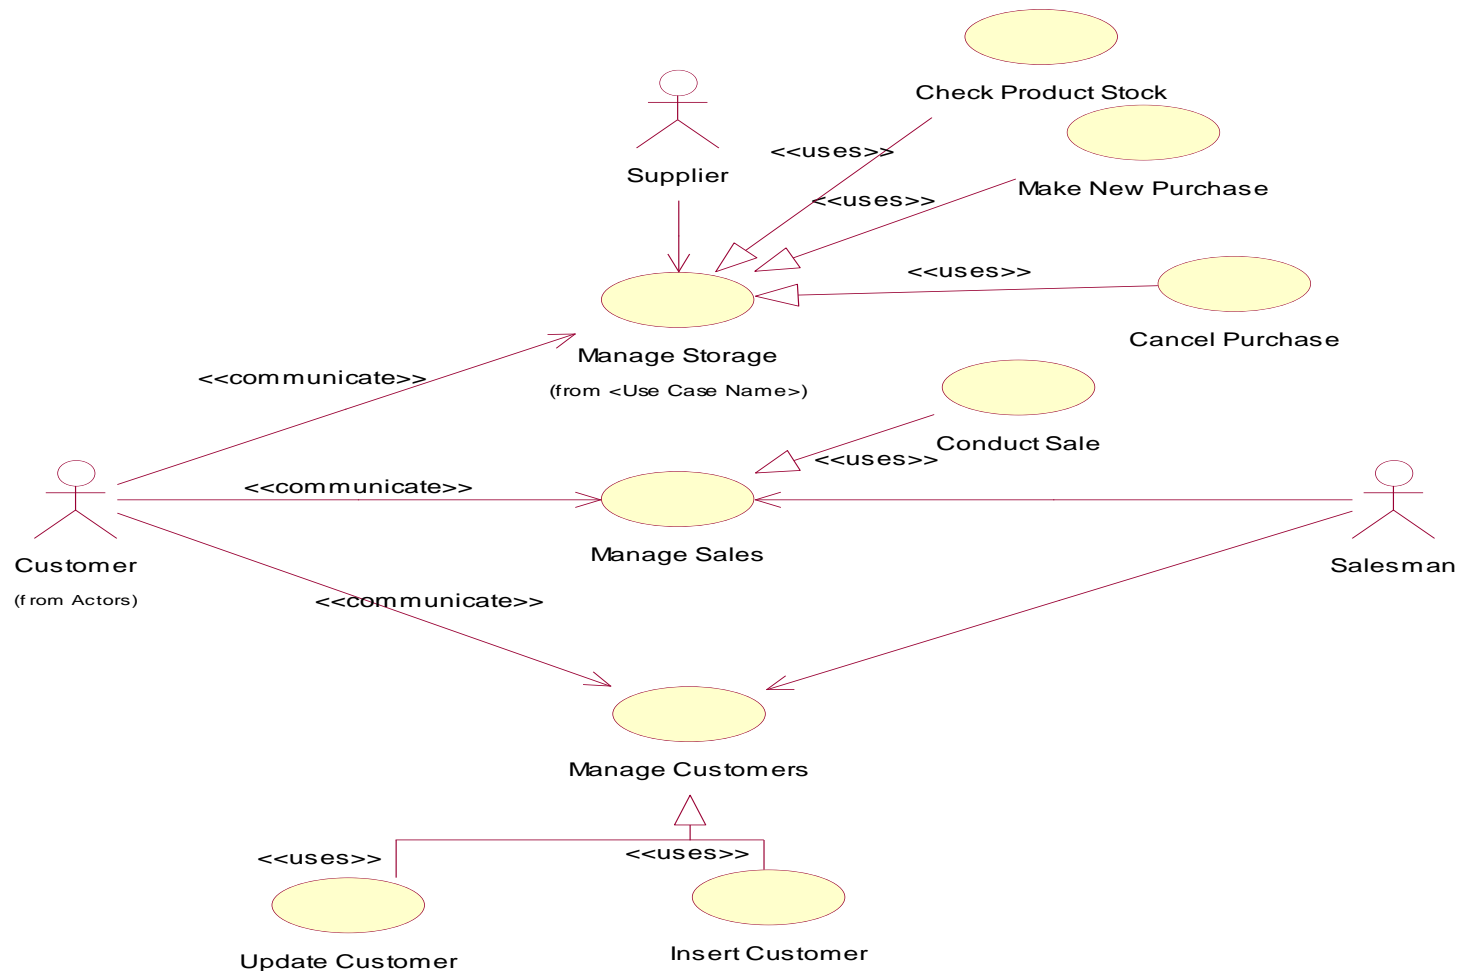 Check Product Stock
<<uses>>
Supplier
<<uses>>
Make New Purchase
<<uses>>
Cancel Purchase
Manage Storage
(from <Use Case Name>)
<<communicate>>
Conduct Sale
<<uses>>
<<communicate>>
Manage Sales
Customer
(from Actors)
Salesman
<<communicate>>
Manage Customers
<<uses>>
<<uses>>
Insert Customer
Update Customer